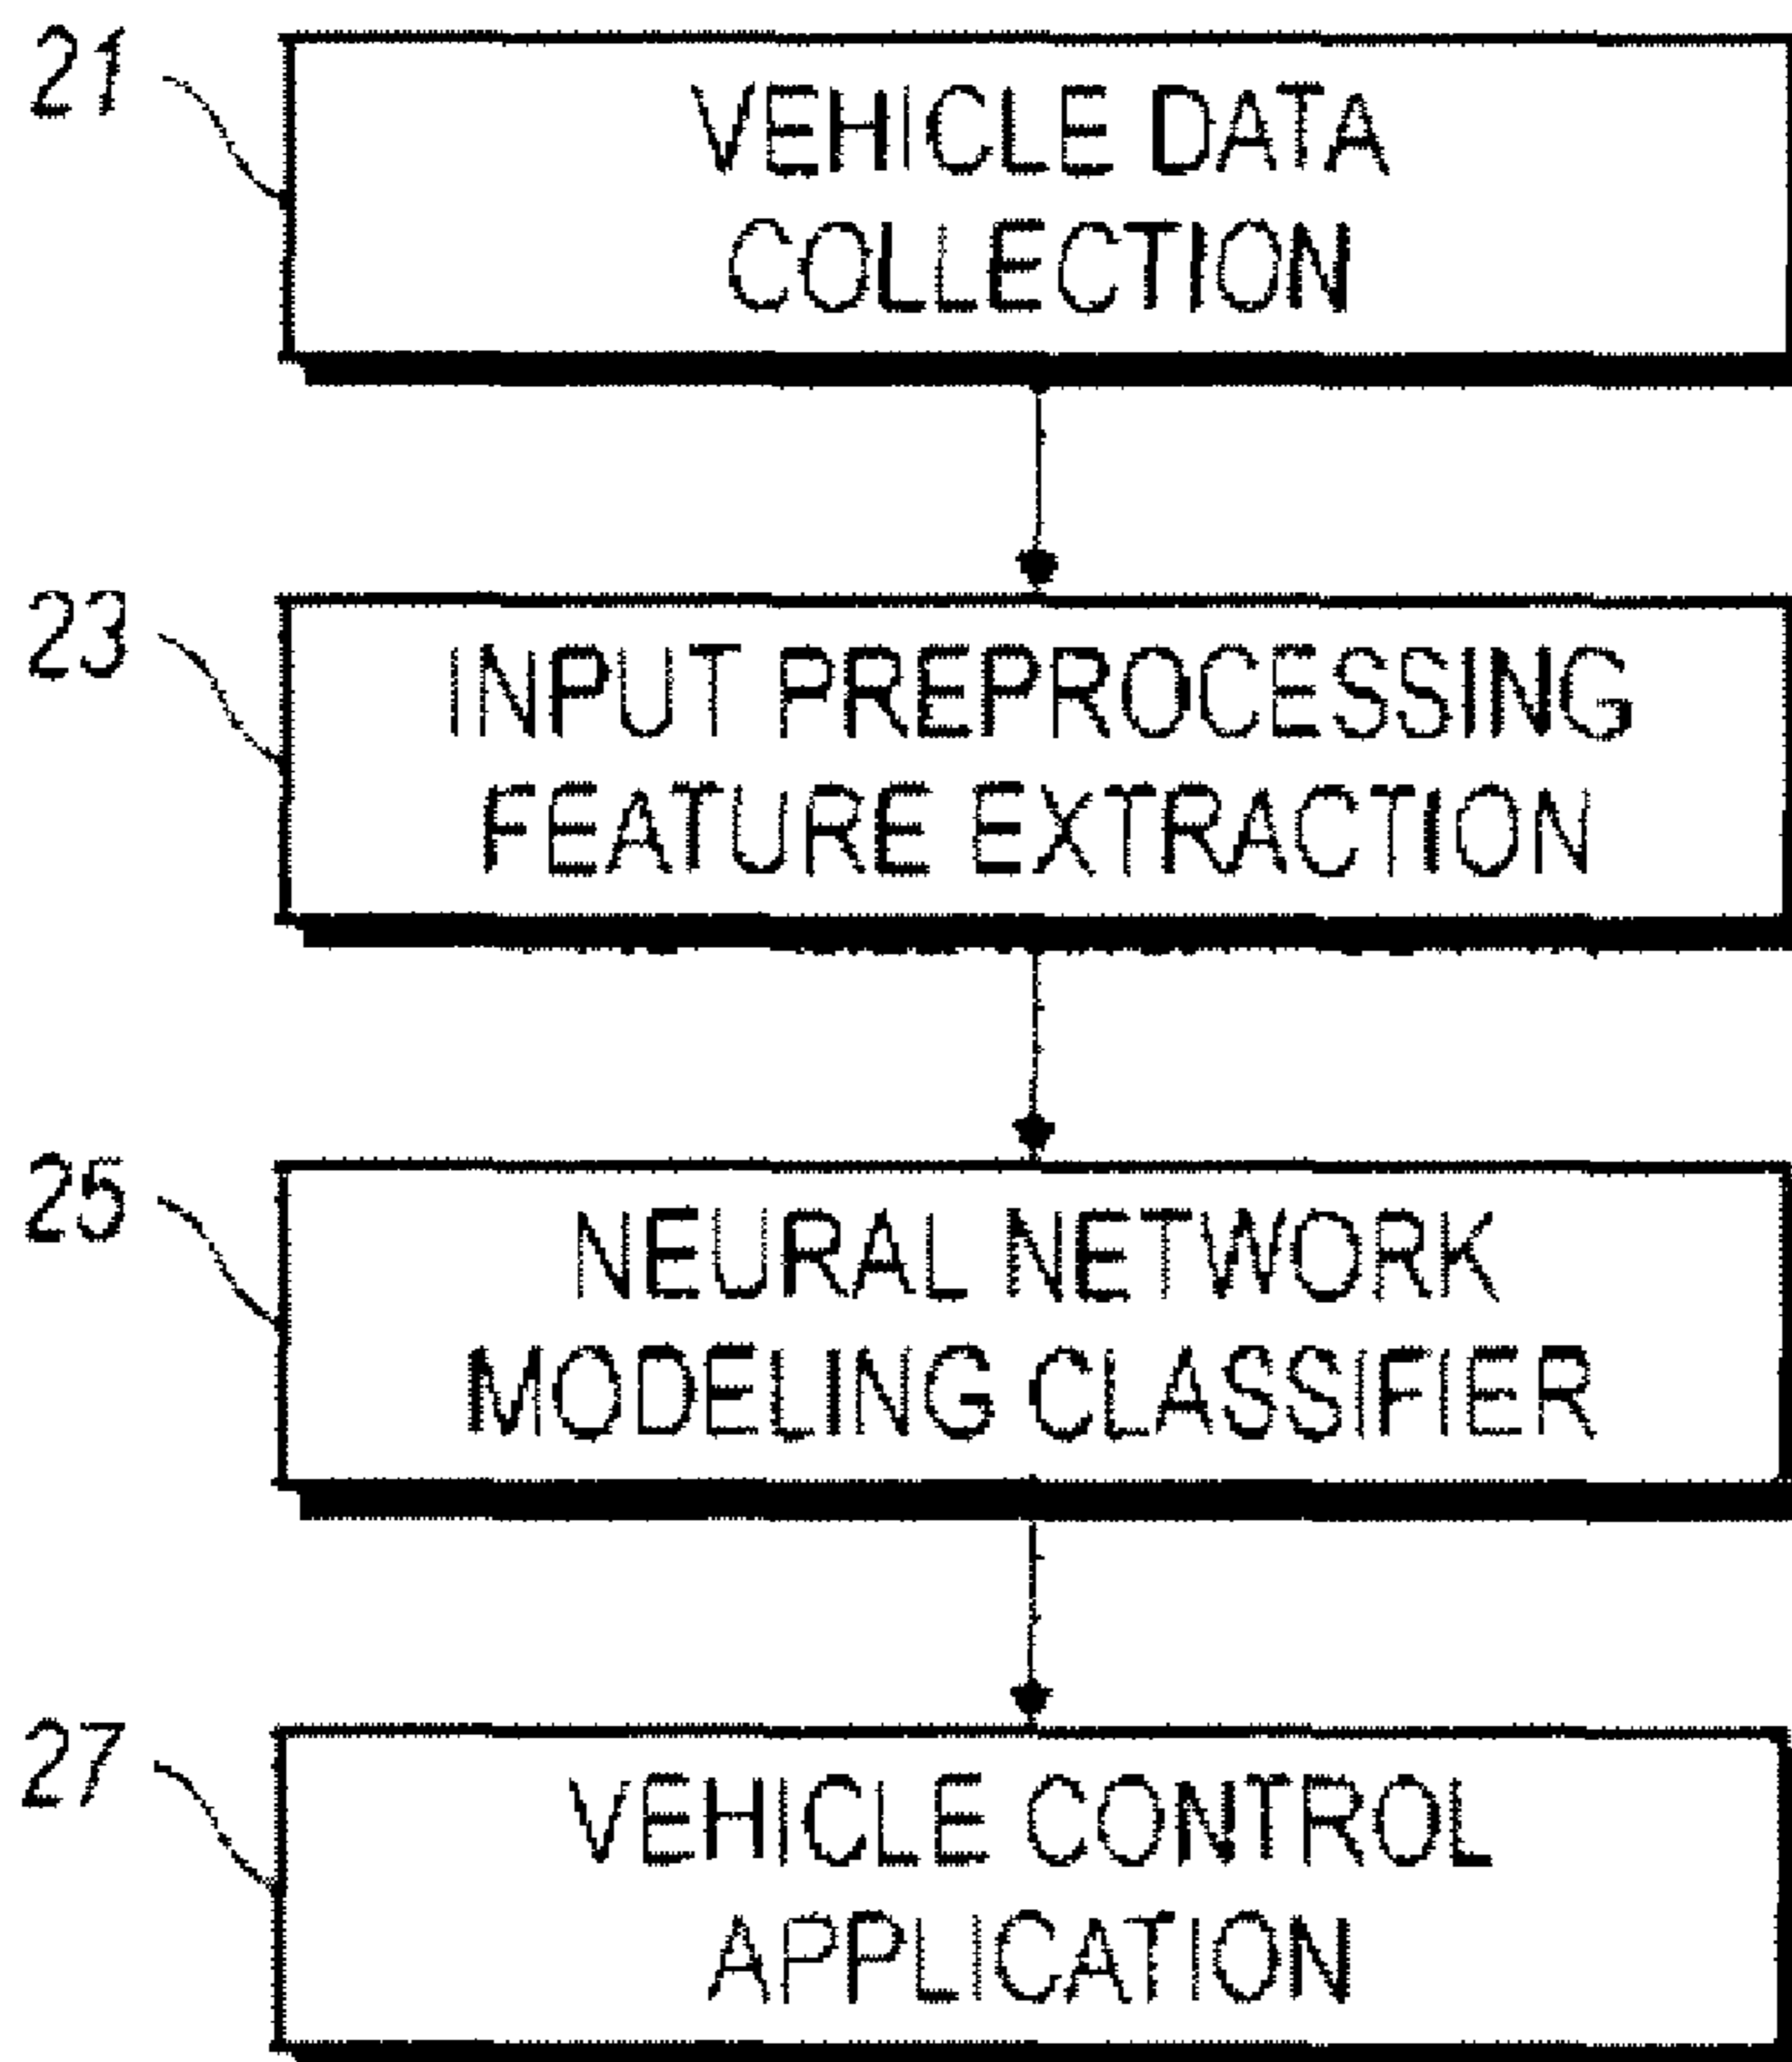 21
VEHICLE DATA
COLLECTION
23
INPUT PREPROCESSING
FEATURE EXTRACTION
25
NEURAL NETWORK
MODELING CLASSIFIER
27
VEHICLE CONTROL
APPLICATION